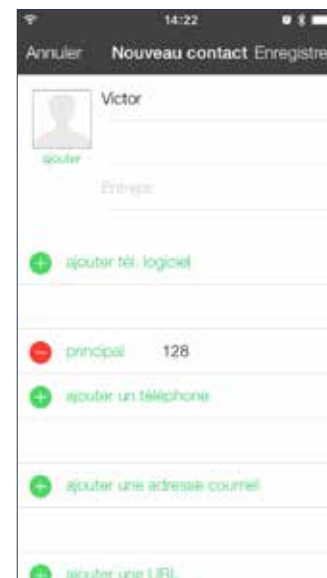 14:22
Annuler Nouveau contact Enregistre
Victor
ajouter
Entrepr.
ajouter tél. logiciel
principal 128
ajouter un téléphone
ajouter une adresse courriel
ajouter une URL